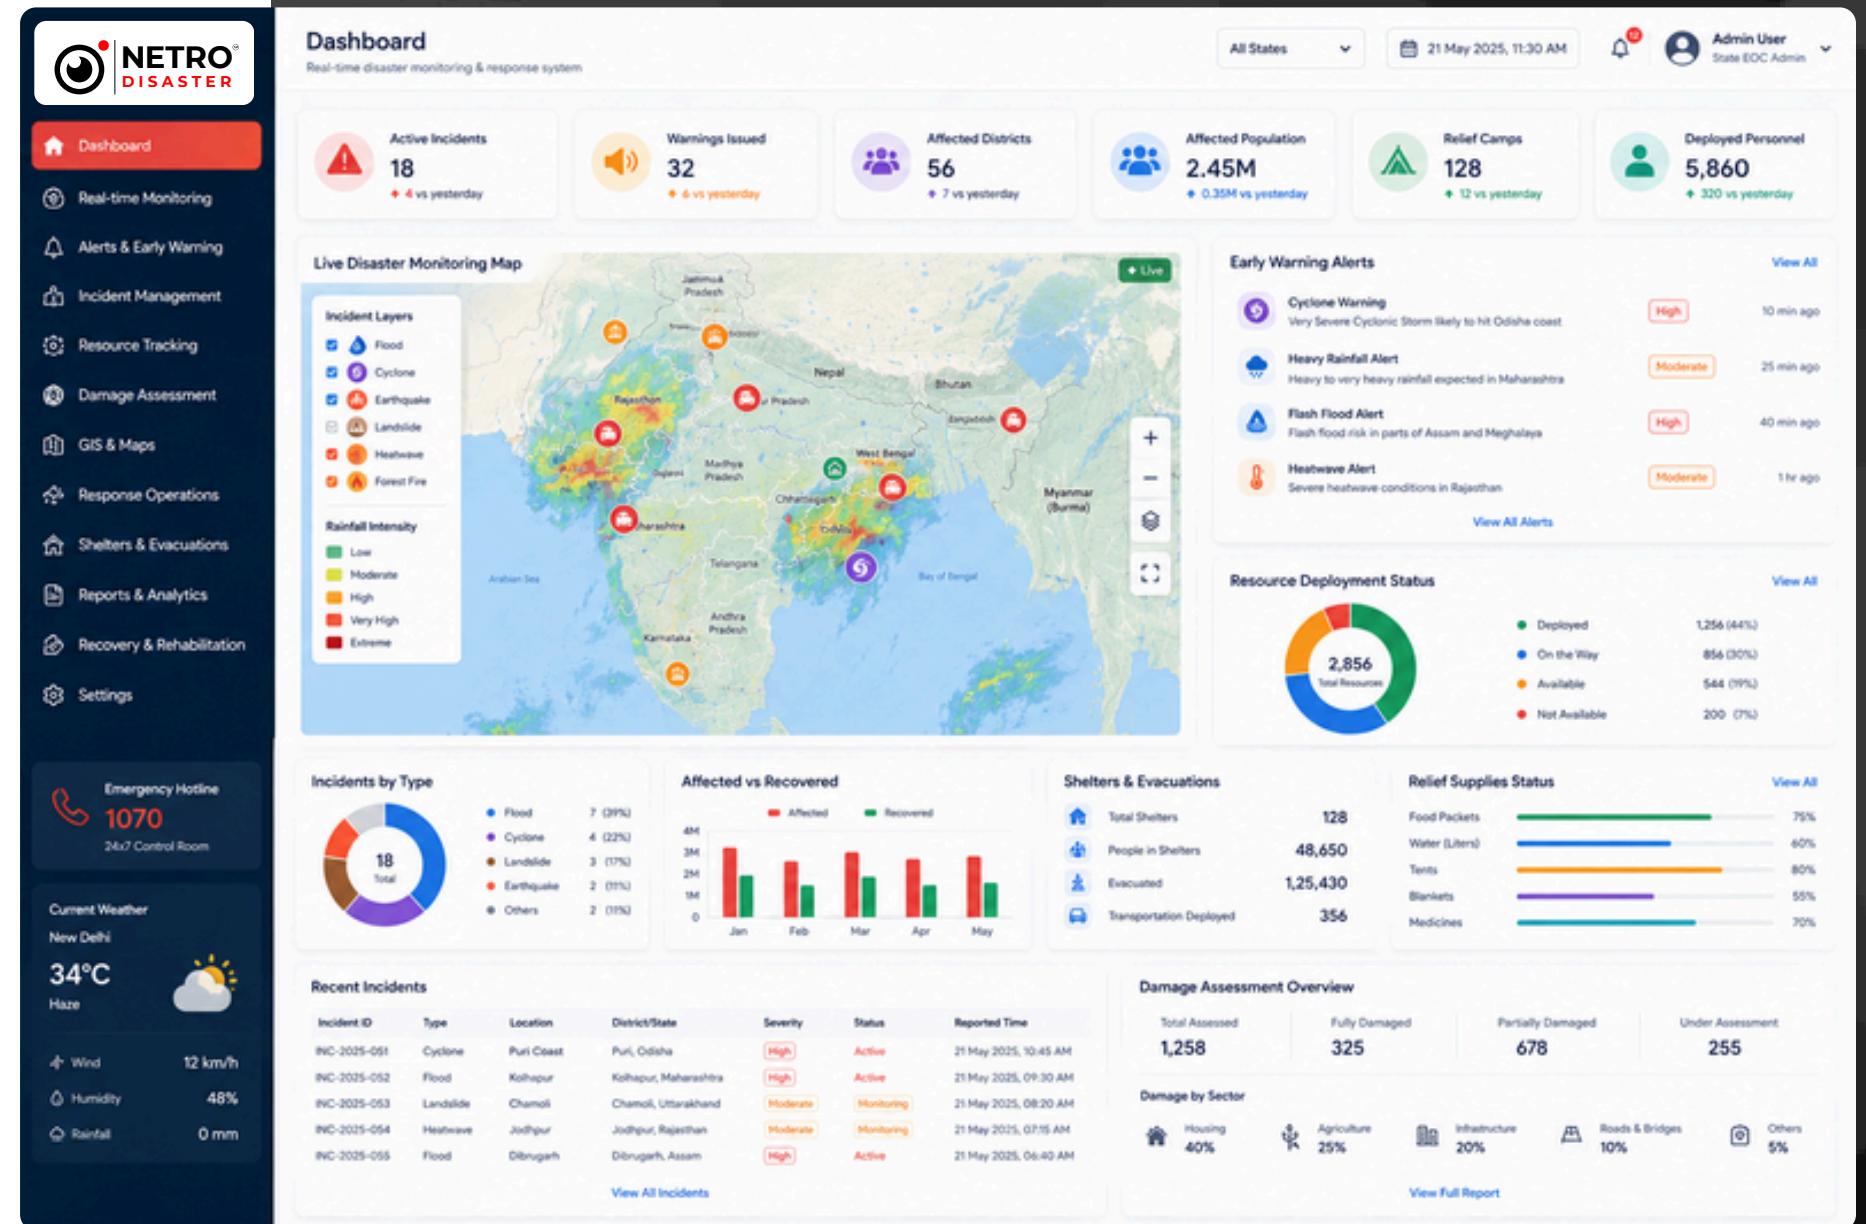 NETRO
DISASTER
Dashboard
Real-time Monitoring
Alerts & Early Warning
Incident Management
Resource Tracking
Damage Assessment
GIS & Maps
Response Operations
Shelters & Evacuations
Reports & Analytics
Recovery & Rehabilitation
Settings
Emergency Hotline
1070
24x7 Control Room
Current Weather
New Delhi
34°C
Haze
Wind 12 km/h
Humidity 48%
Rainfall 0 mm
Dashboard
Real-time disaster monitoring & response system
All States
21 May 2025, 11:30 AM
12
Admin User
State EOC Admin
Active Incidents
18
4 vs yesterday
Warnings Issued
32
6 vs yesterday
Affected Districts
56
7 vs yesterday
Affected Population
2.45M
0.35M vs yesterday
Relief Camps
128
12 vs yesterday
Deployed Personnel
5,860
320 vs yesterday
Live Disaster Monitoring Map
Live
Incident Layers
Flood
Cyclone
Earthquake
Landslide
Heatwave
Forest Fire
Rainfall Intensity
Low
Moderate
High
Very High
Extreme
Pradesh
Nepal
Bhutan
Rajasthan
ur Pradesh
Bangladesh
West Bengal
Madhya
Pradesh
Gujarat
Chhattisgarh
Myanmar
(Burma)
harashtra
Odisha
Telangana
Arabian Sea
Bay of Bengal
Andhra
Pradesh
Karnataka
Early Warning Alerts
View All
Cyclone Warning
Very Severe Cyclonic Storm likely to hit Odisha coast
High
10 min ago
Heavy Rainfall Alert
Heavy to very heavy rainfall expected in Maharashtra
Moderate
25 min ago
Flash Flood Alert
Flash flood risk in parts of Assam and Meghalaya
High
40 min ago
Heatwave Alert
Severe heatwave conditions in Rajasthan
Moderate
1 hr ago
View All Alerts
Resource Deployment Status
View All
2,856
Total Resources
Deployed 1,256 (44%)
On the Way 856 (30%)
Available 544 (19%)
Not Available 200 (7%)
Incidents by Type
18
Total
Flood 7 (39%)
Cyclone 4 (22%)
Landslide 3 (17%)
Earthquake 2 (11%)
Others 2 (11%)
Affected vs Recovered
Affected
Recovered
4M
3M
2M
1M
0
Jan Feb Mar Apr May
Shelters & Evacuations
Total Shelters 128
People in Shelters 48,650
Evacuated 1,25,430
Transportation Deployed 356
Relief Supplies Status
View All
Food Packets 75%
Water (Liters) 60%
Tents 80%
Blankets 55%
Medicines 70%
Recent Incidents
Incident ID Type Location District/State Severity Status Reported Time
INC-2025-051 Cyclone Puri Coast Puri, Odisha High Active 21 May 2025, 10:45 AM
INC-2025-052 Flood Kolhapur Kolhapur, Maharashtra High Active 21 May 2025, 09:30 AM
INC-2025-053 Landslide Chamoli Chamoli, Uttarakhand Moderate Monitoring 21 May 2025, 08:20 AM
INC-2025-054 Heatwave Jodhpur Jodhpur, Rajasthan Moderate Monitoring 21 May 2025, 07:15 AM
INC-2025-055 Flood Dibrugarh Dibrugarh, Assam High Active 21 May 2025, 06:40 AM
View All Incidents
Damage Assessment Overview
Total Assessed
1,258
Fully Damaged
325
Partially Damaged
678
Under Assessment
255
Damage by Sector
Housing
40%
Agriculture
25%
Infrastructure
20%
Roads & Bridges
10%
Others
5%
View Full Report